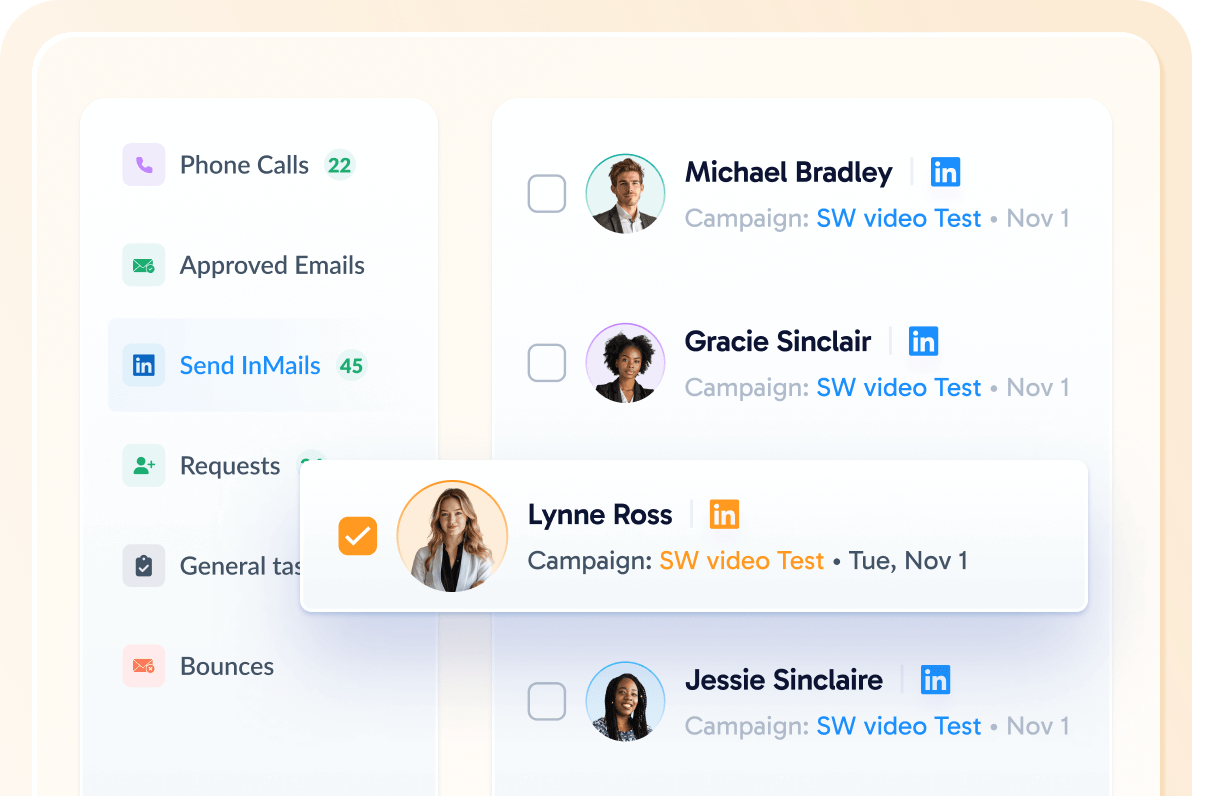 Phone Calls 22
Approved Emails
Send InMails 45
Requests
General
Bounces
Michael Bradley in
Campaign: SW video Test • Nov 1
Gracie Sinclair in
Campaign: SW video Test • Nov 1
Lynne Ross in
Campaign: SW video Test • Tue, Nov 1
Jessie Sinclaire in
Campaign: SW video Test • Nov 1